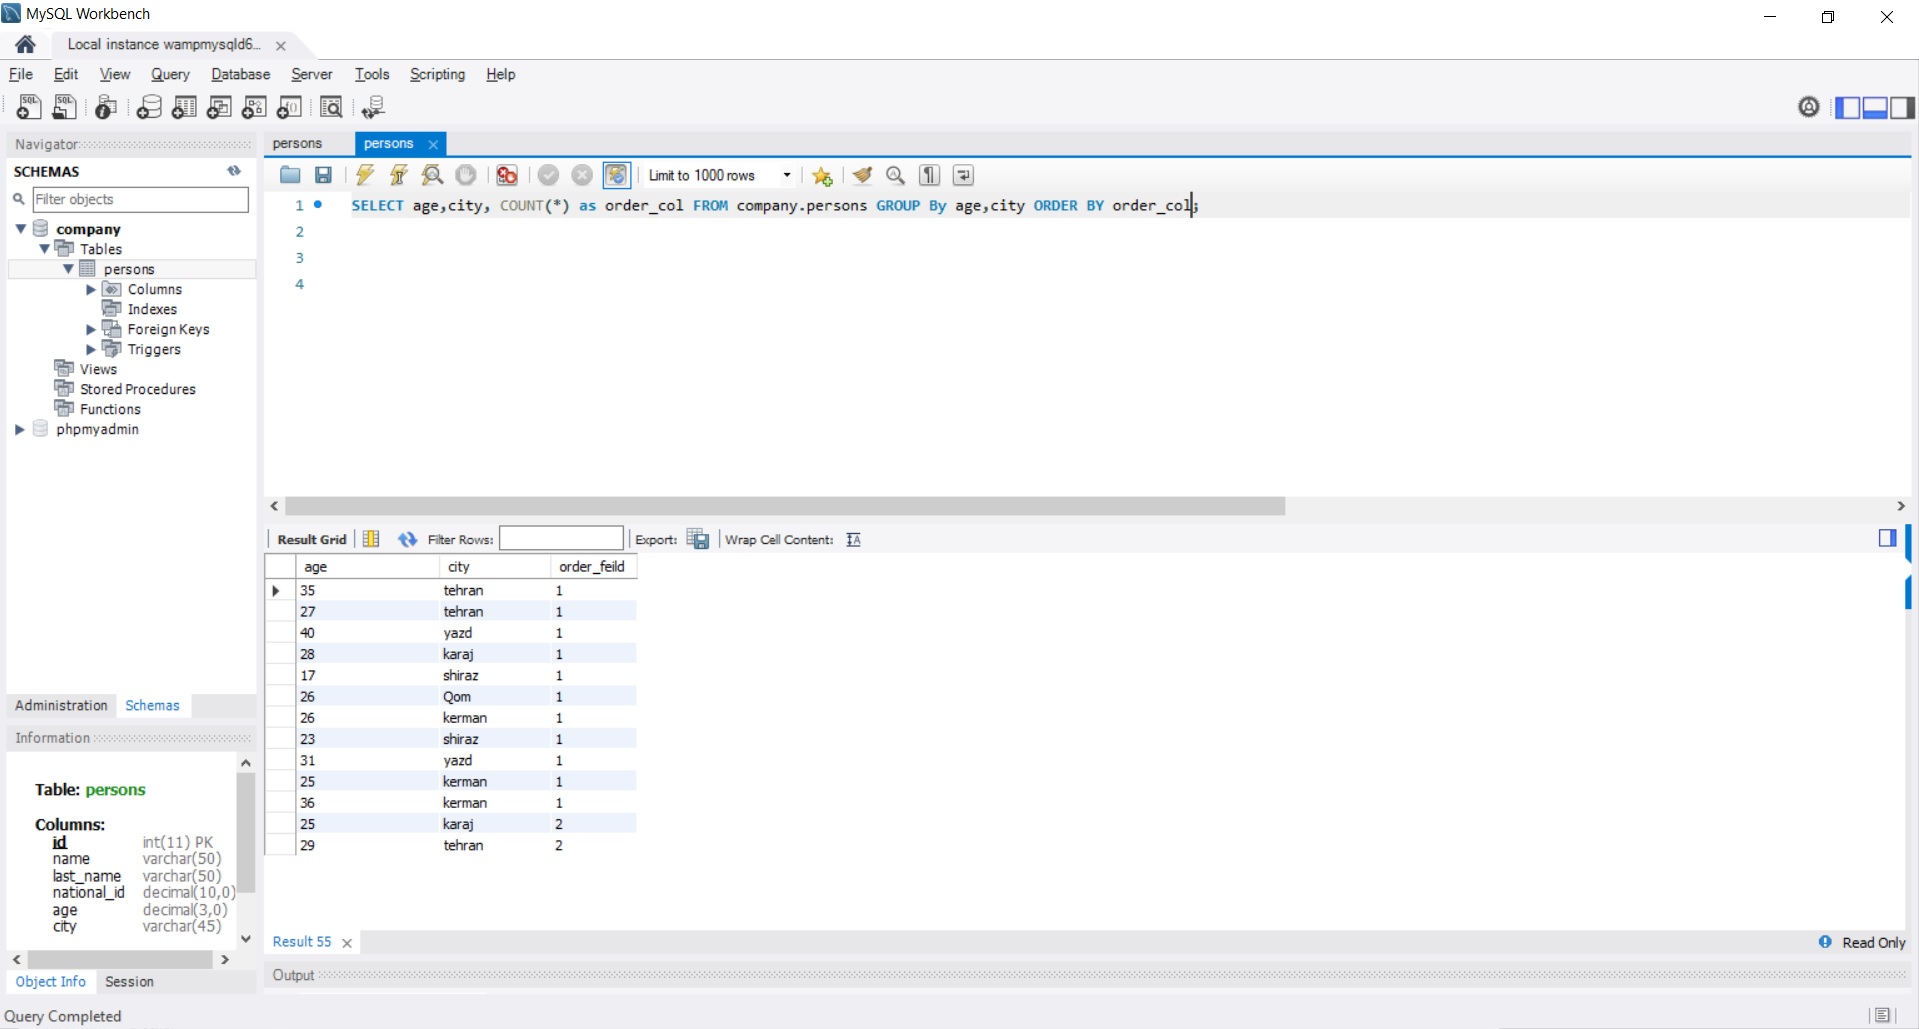 MySQL Workbench
Local instance wampmysqld6...
File Edit View Query Database Server Tools Scripting Help
Navigator
SCHEMAS
Filter objects
company
Tables
persons
Columns
Indexes
Foreign Keys
Triggers
Views
Stored Procedures
Functions
phpmyadmin
Administration Schemas
Information
Table: persons
Columns:
id int(11) PK
name varchar(50)
last_name varchar(50)
national_id decimal(10,0)
age decimal(3,0)
city varchar(45)
Object Info Session
persons persons
Limit to 1000 rows
1 SELECT age,city, COUNT(*) as order_col FROM company.persons GROUP By age,city ORDER BY order_col;
2
3
4
Result Grid Filter Rows: Export: Wrap Cell Content:
age city order_feild
35 tehran 1
27 tehran 1
40 yazd 1
28 karaj 1
17 shiraz 1
26 Qom 1
26 kerman 1
23 shiraz 1
31 yazd 1
25 kerman 1
36 kerman 1
25 karaj 2
29 tehran 2
Result 55 Read Only
Output
Query Completed